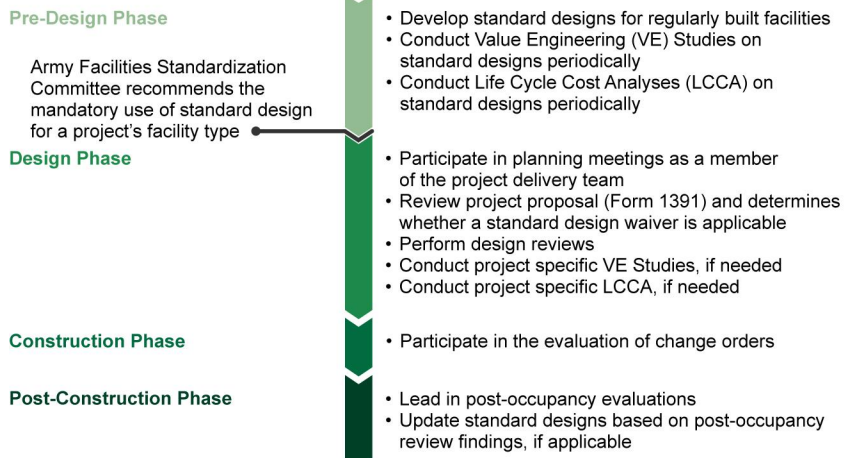 Pre-Design Phase
• Develop standard designs for regularly built facilities
• Conduct Value Engineering (VE) Studies on
standard designs periodically
• Conduct Life Cycle Cost Analyses (LCCA) on
standard designs periodically
Army Facilities Standardization
Committee recommends the
mandatory use of standard design
for a project's facility type
Design Phase
• Participate in planning meetings as a member
of the project delivery team
• Review project proposal (Form 1391) and determines
whether a standard design waiver is applicable
• Perform design reviews
• Conduct project specific VE Studies, if needed
• Conduct project specific LCCA, if needed
Construction Phase
• Participate in the evaluation of change orders
Post-Construction Phase
• Lead in post-occupancy evaluations
• Update standard designs based on post-occupancy
review findings, if applicable